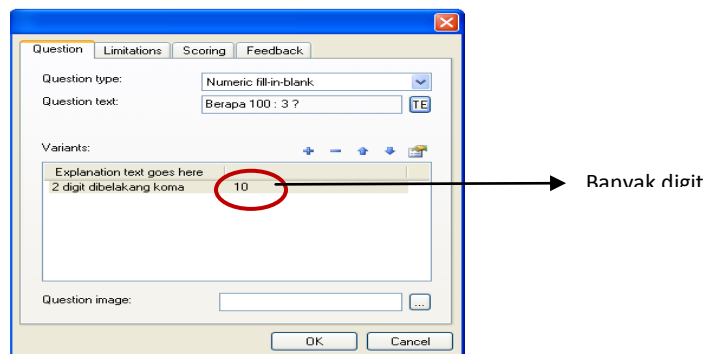 Question Limitations Scoring Feedback
Question type: Numeric fill-in-blank
Question text: Berapa 100 : 3 ? TE
Variants:
Explanation text goes here
2 digit dibelakang koma 10
Banyak digit
Question image: ...
OK Cancel